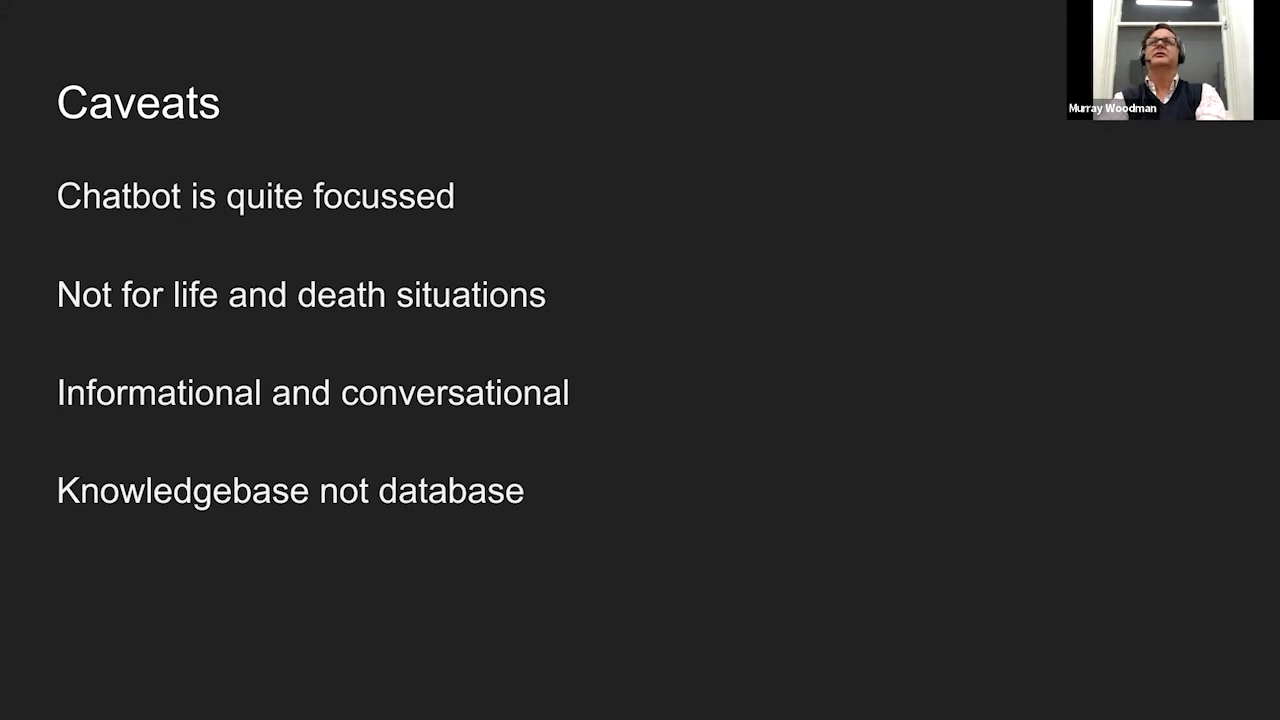 Caveats
Murray Woodman
Chatbot is quite focussed
Not for life and death situations
Informational and conversational
Knowledgebase not database